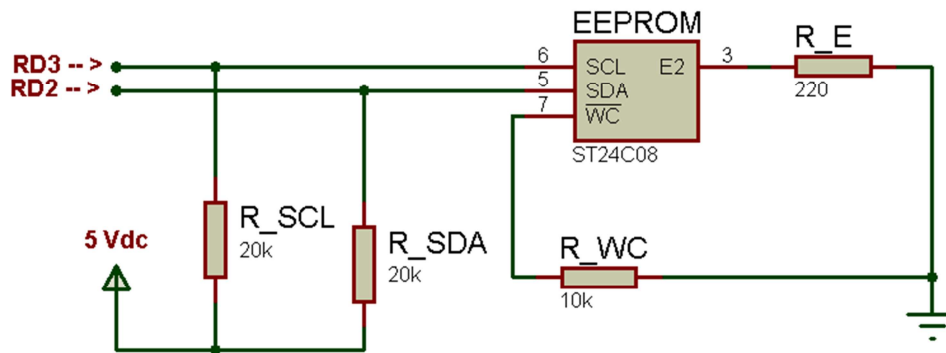 EEPROM
RD3 -- >
RD2 -- >
6
5
7
SCL
SDA
WC
E2
3
ST24C08
R_E
220
R_SCL
20k
R_SDA
20k
5 Vdc
R_WC
10k